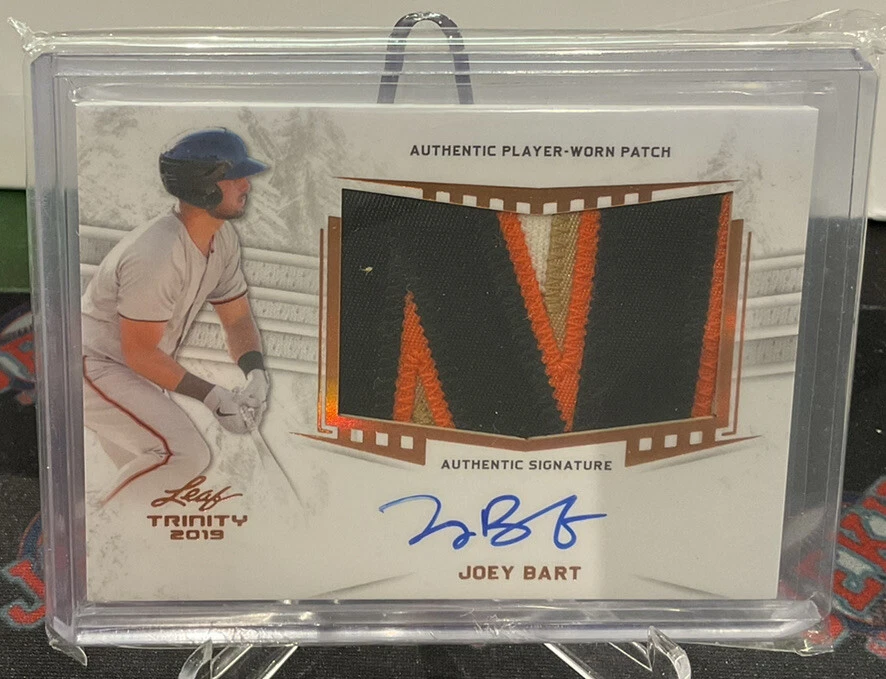 AUTHENTIC PLAYER-WORN PATCH
AUTHENTIC SIGNATURE
Leaf
TRINITY
2019
JOEY BART